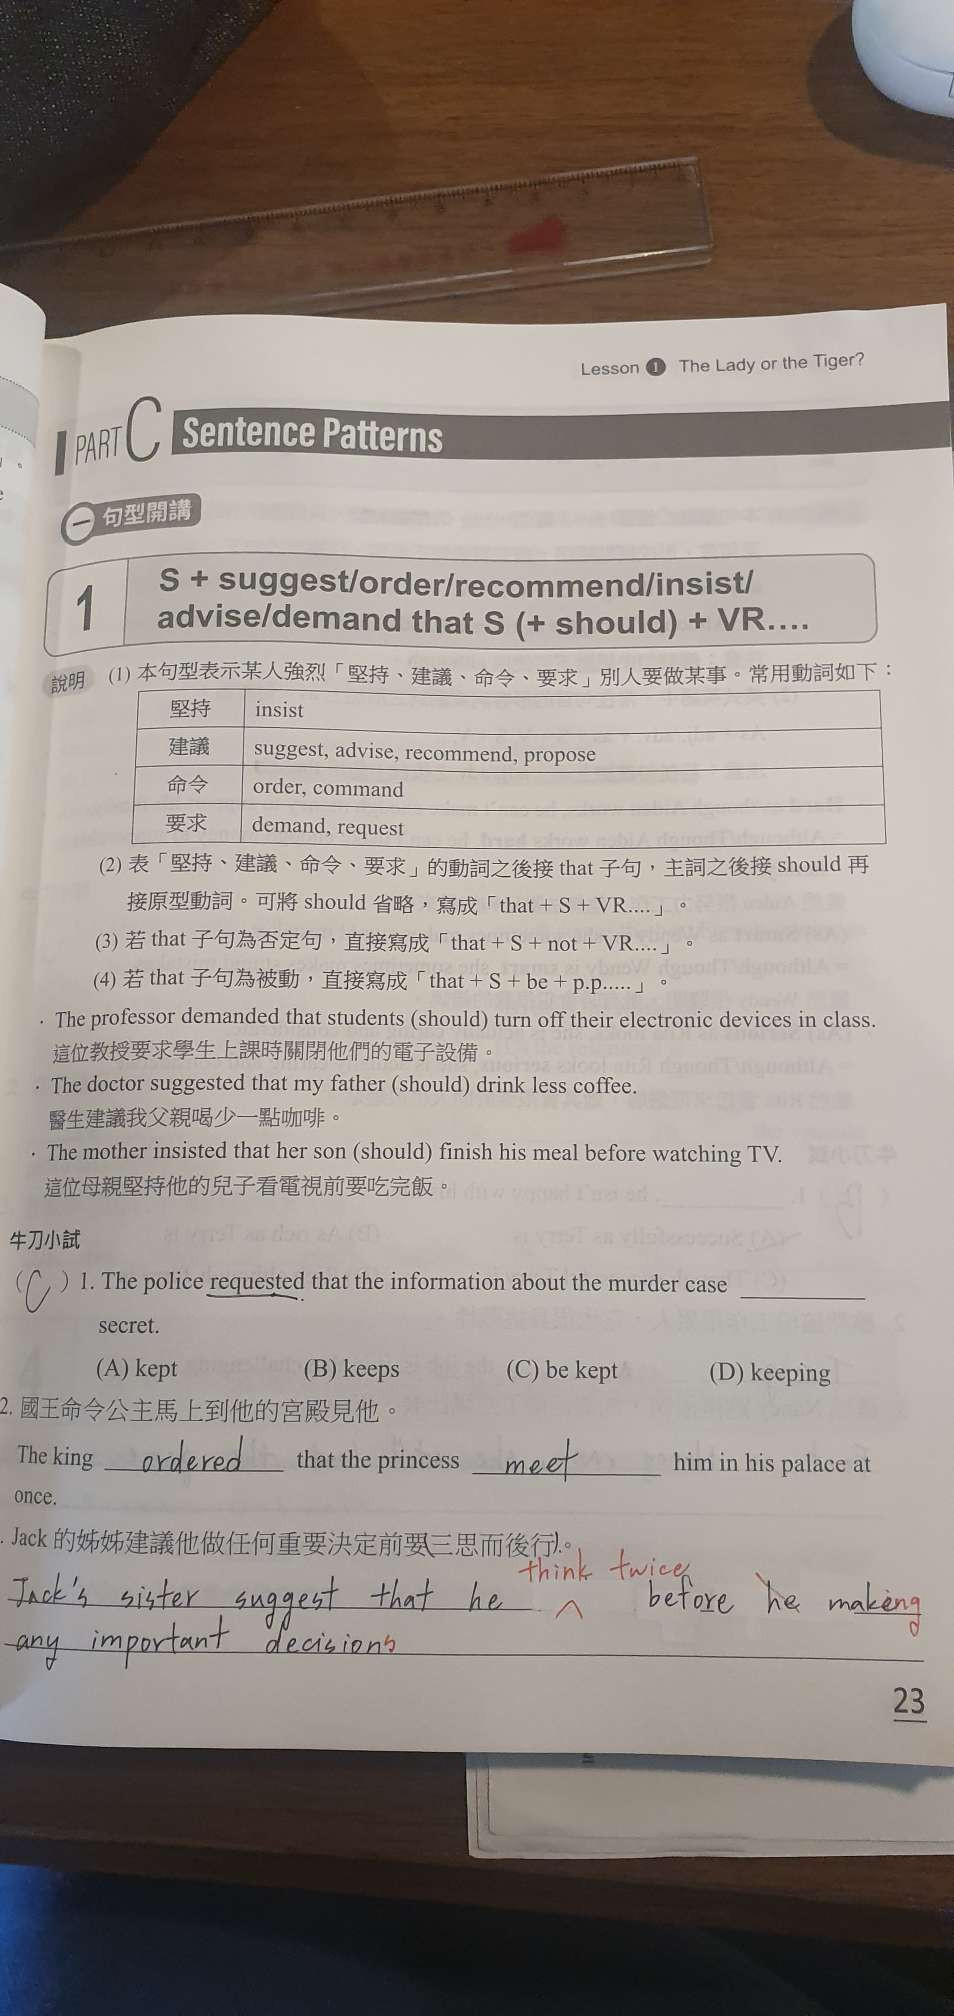 Lesson 1 The Lady or the Tiger?
PART C Sentence Patterns
一 句型開講
1 S + suggest/order/recommend/insist/
advise/demand that S (+ should) + VR....
說明 (1) 本句型表示某人強烈「堅持、建議、命令、要求」別人要做某事。常用動詞如下：
堅持 insist
建議 suggest, advise, recommend, propose
命令 order, command
要求 demand, request
(2) 表「堅持、建議、命令、要求」的動詞之後接 that 子句，主詞之後接 should 再
接原型動詞。可將 should 省略，寫成「that + S + VR....」。
(3) 若 that 子句為否定句，直接寫成「that + S + not + VR....」。
(4) 若 that 子句為被動，直接寫成「that + S + be + p.p.....」。
· The professor demanded that students (should) turn off their electronic devices in class.
這位教授要求學生上課時關閉他們的電子設備。
· The doctor suggested that my father (should) drink less coffee.
醫生建議我父親喝少一點咖啡。
· The mother insisted that her son (should) finish his meal before watching TV.
這位母親堅持他的兒子看電視前要吃完飯。
牛刀小試
( C ) 1. The police requested that the information about the murder case ________
secret.
(A) kept (B) keeps (C) be kept (D) keeping
2. 國王命令公主馬上到他的宮殿見他。
The king ordered that the princess meet him in his palace at
once.
. Jack 的姊姊建議他做任何重要決定前要(三思而後行)。
think twice
Jack's sister suggest that he ^ before he making
any important decisions
23